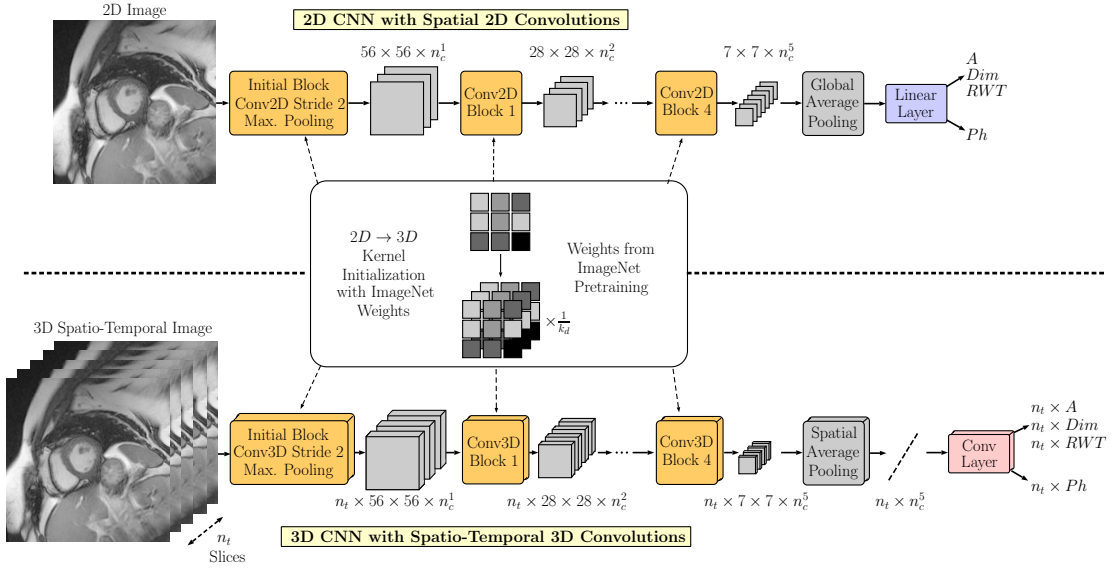 2D Image
2D CNN with Spatial 2D Convolutions
Initial Block
Conv2D Stride 2
Max. Pooling
56 × 56 × n_c^1
Conv2D
Block 1
28 × 28 × n_c^2
...
Conv2D
Block 4
7 × 7 × n_c^5
Global
Average
Pooling
Linear
Layer
A
Dim
RWT
Ph
2D → 3D
Kernel
Initialization
with ImageNet
Weights
× 1/k_d
Weights from
ImageNet
Pretraining
3D Spatio-Temporal Image
n_t
Slices
Initial Block
Conv3D Stride 2
Max. Pooling
n_t × 56 × 56 × n_c^1
Conv3D
Block 1
n_t × 28 × 28 × n_c^2
...
Conv3D
Block 4
n_t × 7 × 7 × n_c^5
Spatial
Average
Pooling
n_t × n_c^5
Conv
Layer
n_t × A
n_t × Dim
n_t × RWT
n_t × Ph
3D CNN with Spatio-Temporal 3D Convolutions